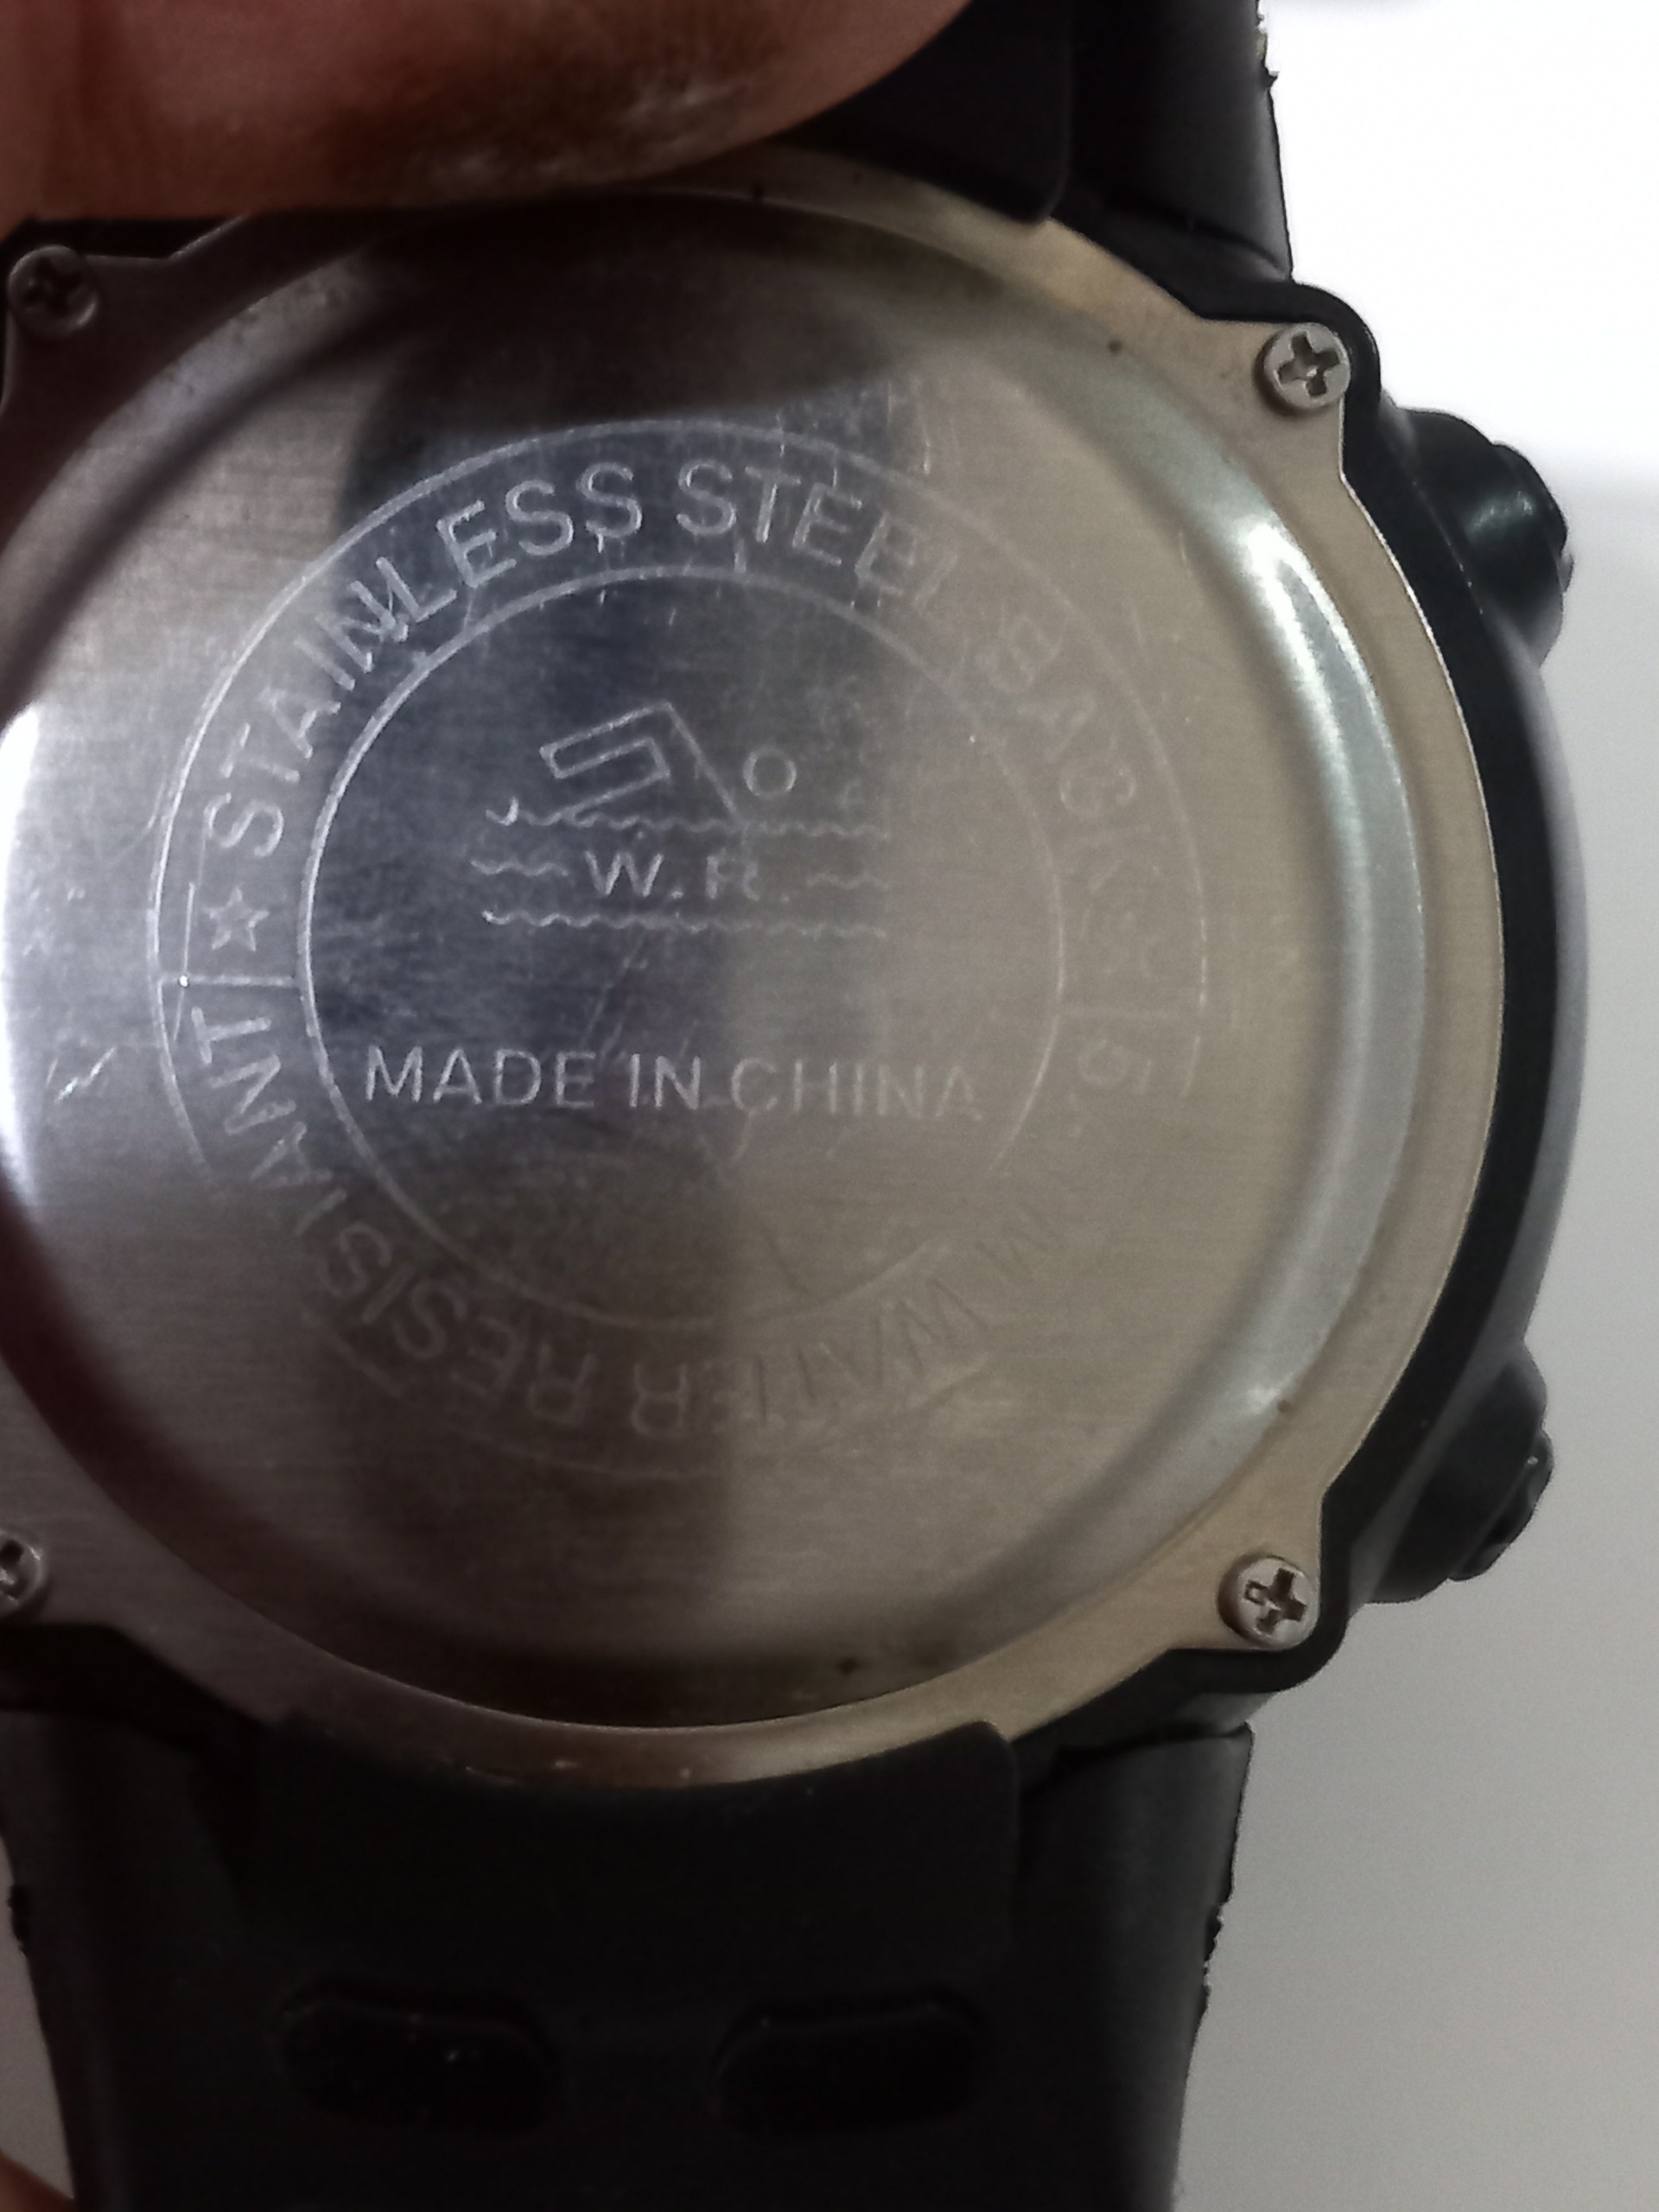 STAINLESS STEEL BACK
W.R.
MADE IN CHINA
WATER RESISTANT